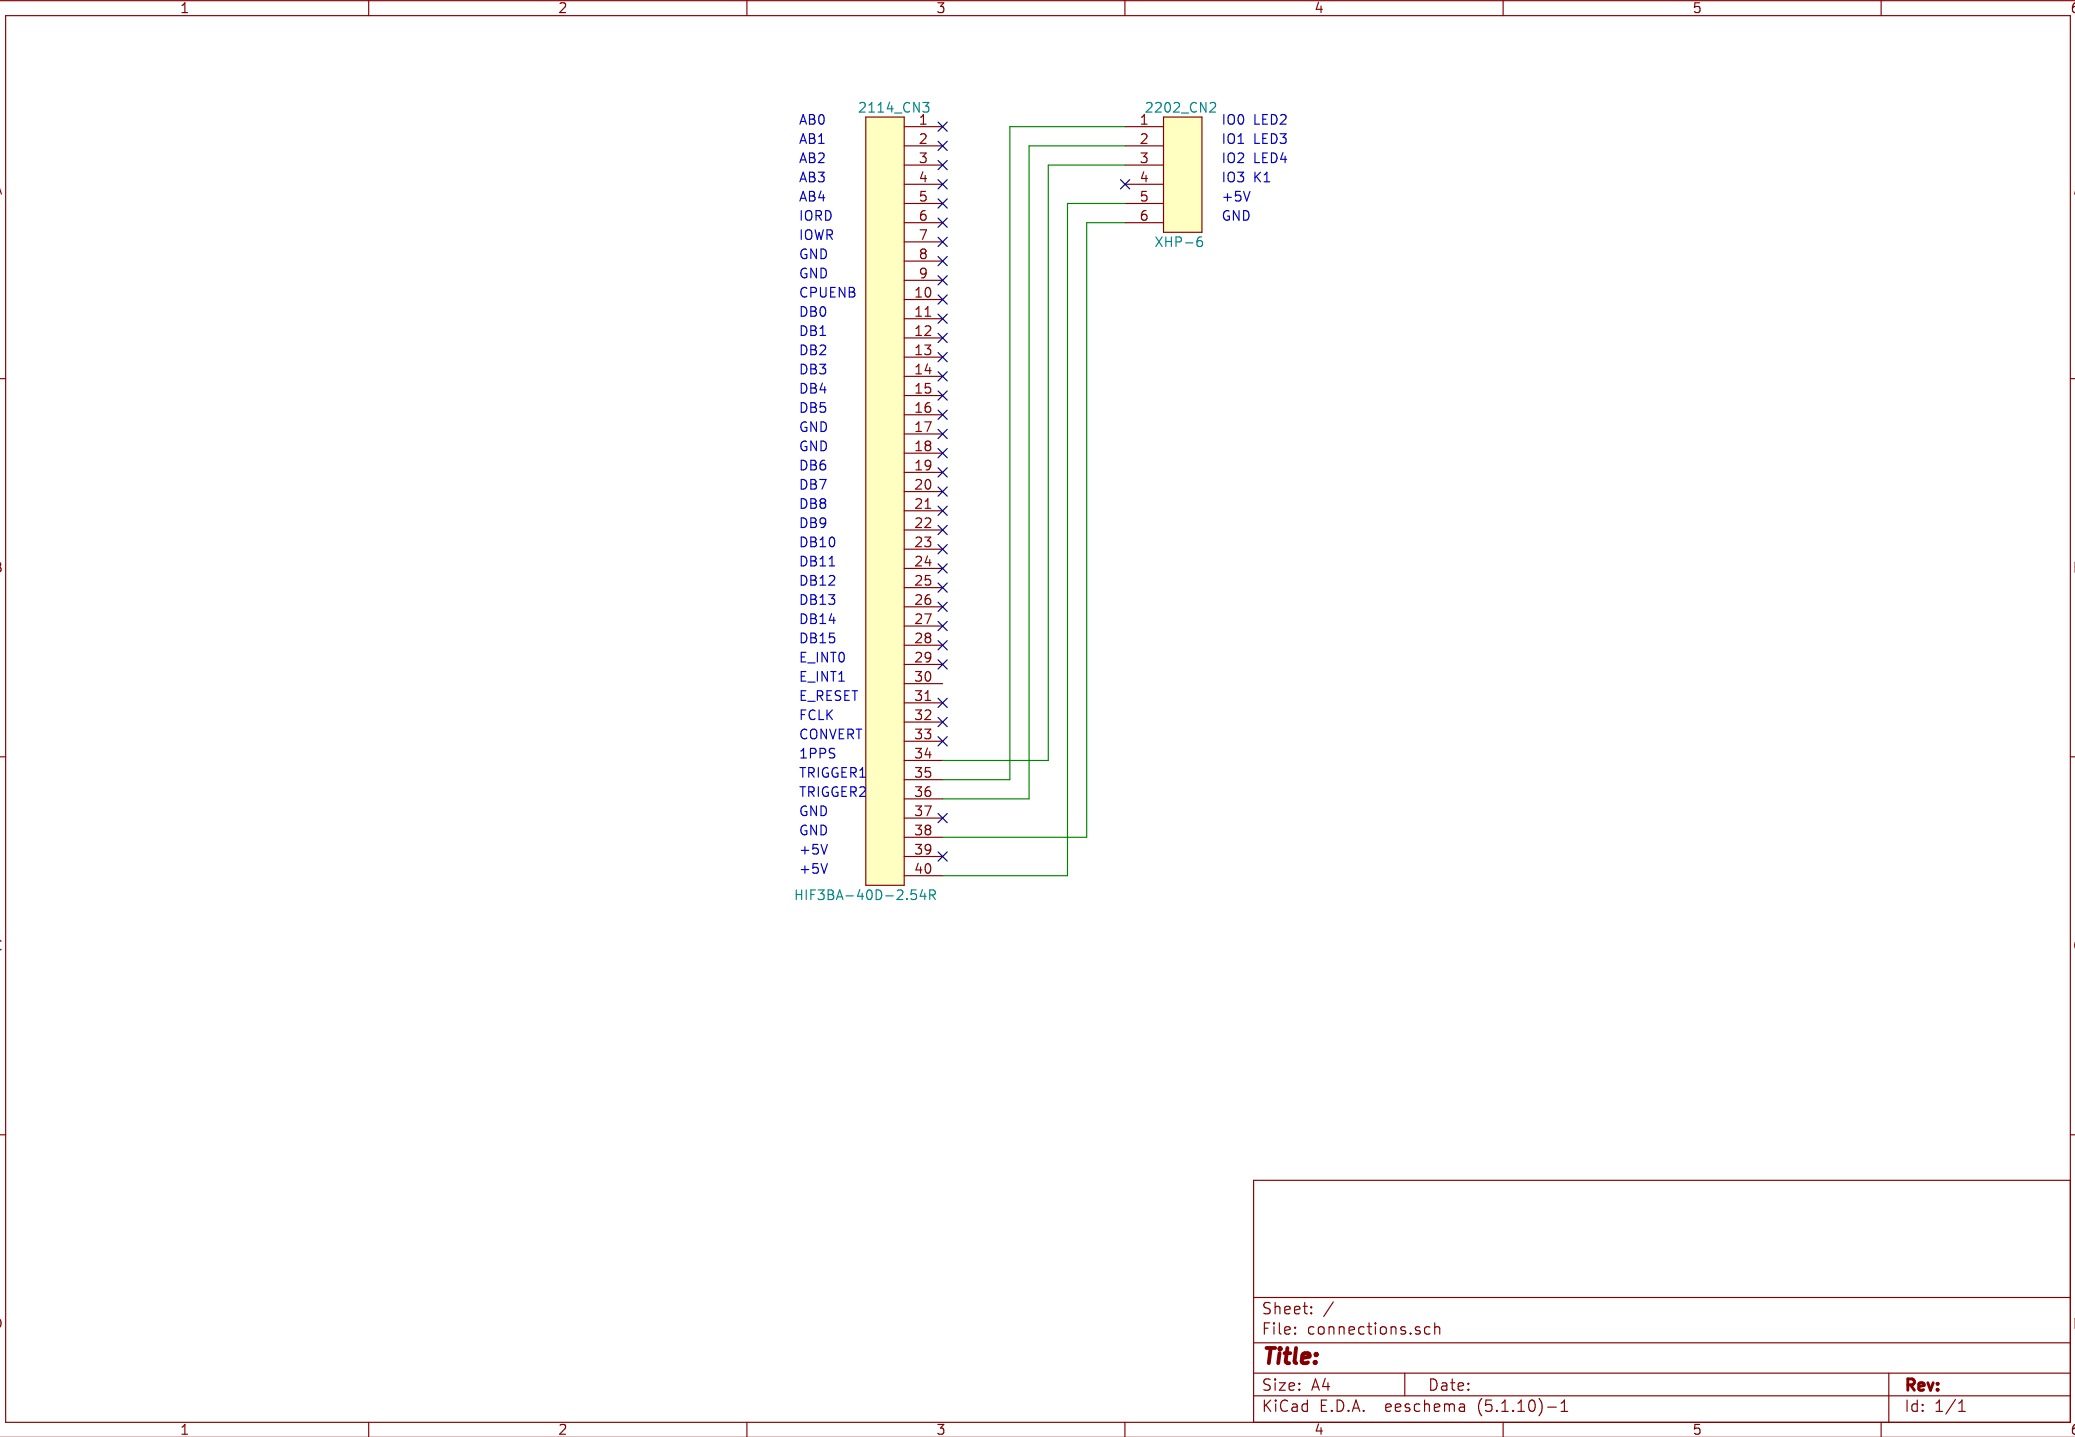 1 2 3 4 5 6
2114_CN3
AB0 1
AB1 2
AB2 3
AB3 4
AB4 5
IORD 6
IOWR 7
GND 8
GND 9
CPUENB 10
DB0 11
DB1 12
DB2 13
DB3 14
DB4 15
DB5 16
GND 17
GND 18
DB6 19
DB7 20
DB8 21
DB9 22
DB10 23
DB11 24
DB12 25
DB13 26
DB14 27
DB15 28
E_INT0 29
E_INT1 30
E_RESET 31
FCLK 32
CONVERT 33
1PPS 34
TRIGGER1 35
TRIGGER2 36
GND 37
GND 38
+5V 39
+5V 40
HIF3BA-40D-2.54R
2202_CN2
1 IO0 LED2
2 IO1 LED3
3 IO2 LED4
4 IO3 K1
5 +5V
6 GND
XHP-6
Sheet: /
File: connections.sch
Title:
Size: A4 Date: Rev:
KiCad E.D.A. eeschema (5.1.10)-1 Id: 1/1
1 2 3 4 5 6